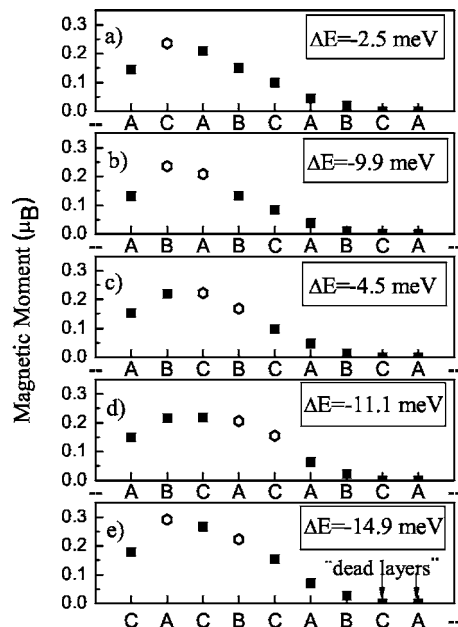 Magnetic Moment (μB)
a)
ΔE=-2.5 meV
0.3
0.2
0.1
0.0
-- A C A B C A B C A --
b)
ΔE=-9.9 meV
0.3
0.2
0.1
0.0
-- A B A B C A B C A --
c)
ΔE=-4.5 meV
0.3
0.2
0.1
0.0
-- A B C B C A B C A --
d)
ΔE=-11.1 meV
0.3
0.2
0.1
0.0
-- A B C A C A B C A --
e)
ΔE=-14.9 meV
"dead layers"
0.3
0.2
0.1
0.0
C A C B C A B C A --